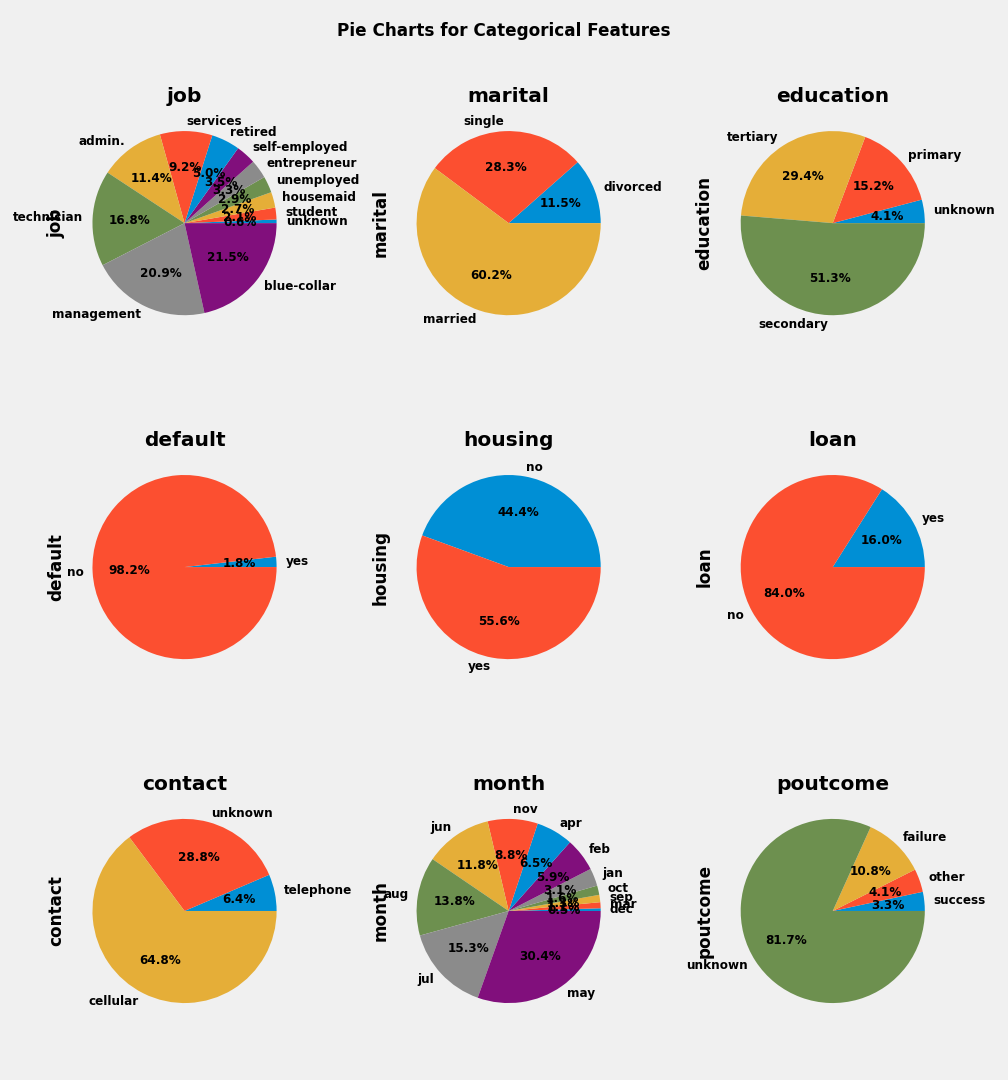 Pie Charts for Categorical Features
job
services
retired
self-employed
entrepreneur
unemployed
housemaid
student
unknown
admin.
technician
management
blue-collar
9.2%
5.0%
3.5%
3.3%
2.9%
2.7%
0.6%
11.4%
16.8%
20.9%
21.5%
job
marital
single
divorced
married
28.3%
11.5%
60.2%
marital
education
tertiary
primary
unknown
secondary
29.4%
15.2%
4.1%
51.3%
education
default
no
yes
98.2%
1.8%
default
housing
no
yes
44.4%
55.6%
housing
loan
yes
no
16.0%
84.0%
loan
contact
unknown
telephone
cellular
28.8%
6.4%
64.8%
contact
month
nov
apr
feb
jan
oct
sep
mar
dec
jun
aug
jul
may
8.8%
6.5%
5.9%
3.1%
1.6%
0.5%
11.8%
13.8%
15.3%
30.4%
month
poutcome
failure
other
success
unknown
10.8%
4.1%
3.3%
81.7%
poutcome